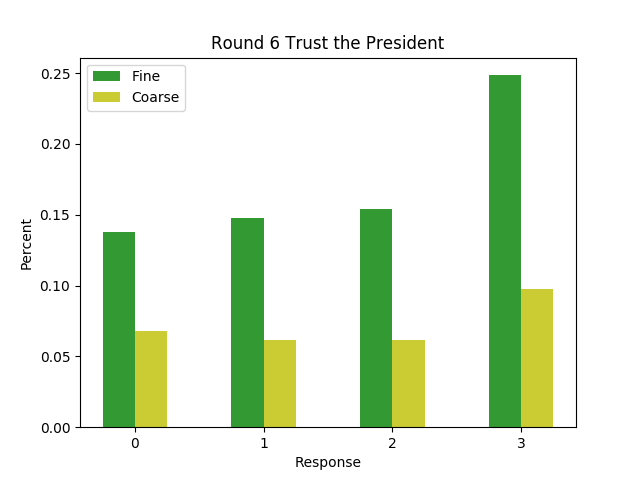 Round 6 Trust the President
Fine
Coarse
0.25
0.20
0.15
0.10
0.05
0.00
Percent
0
1
2
3
Response